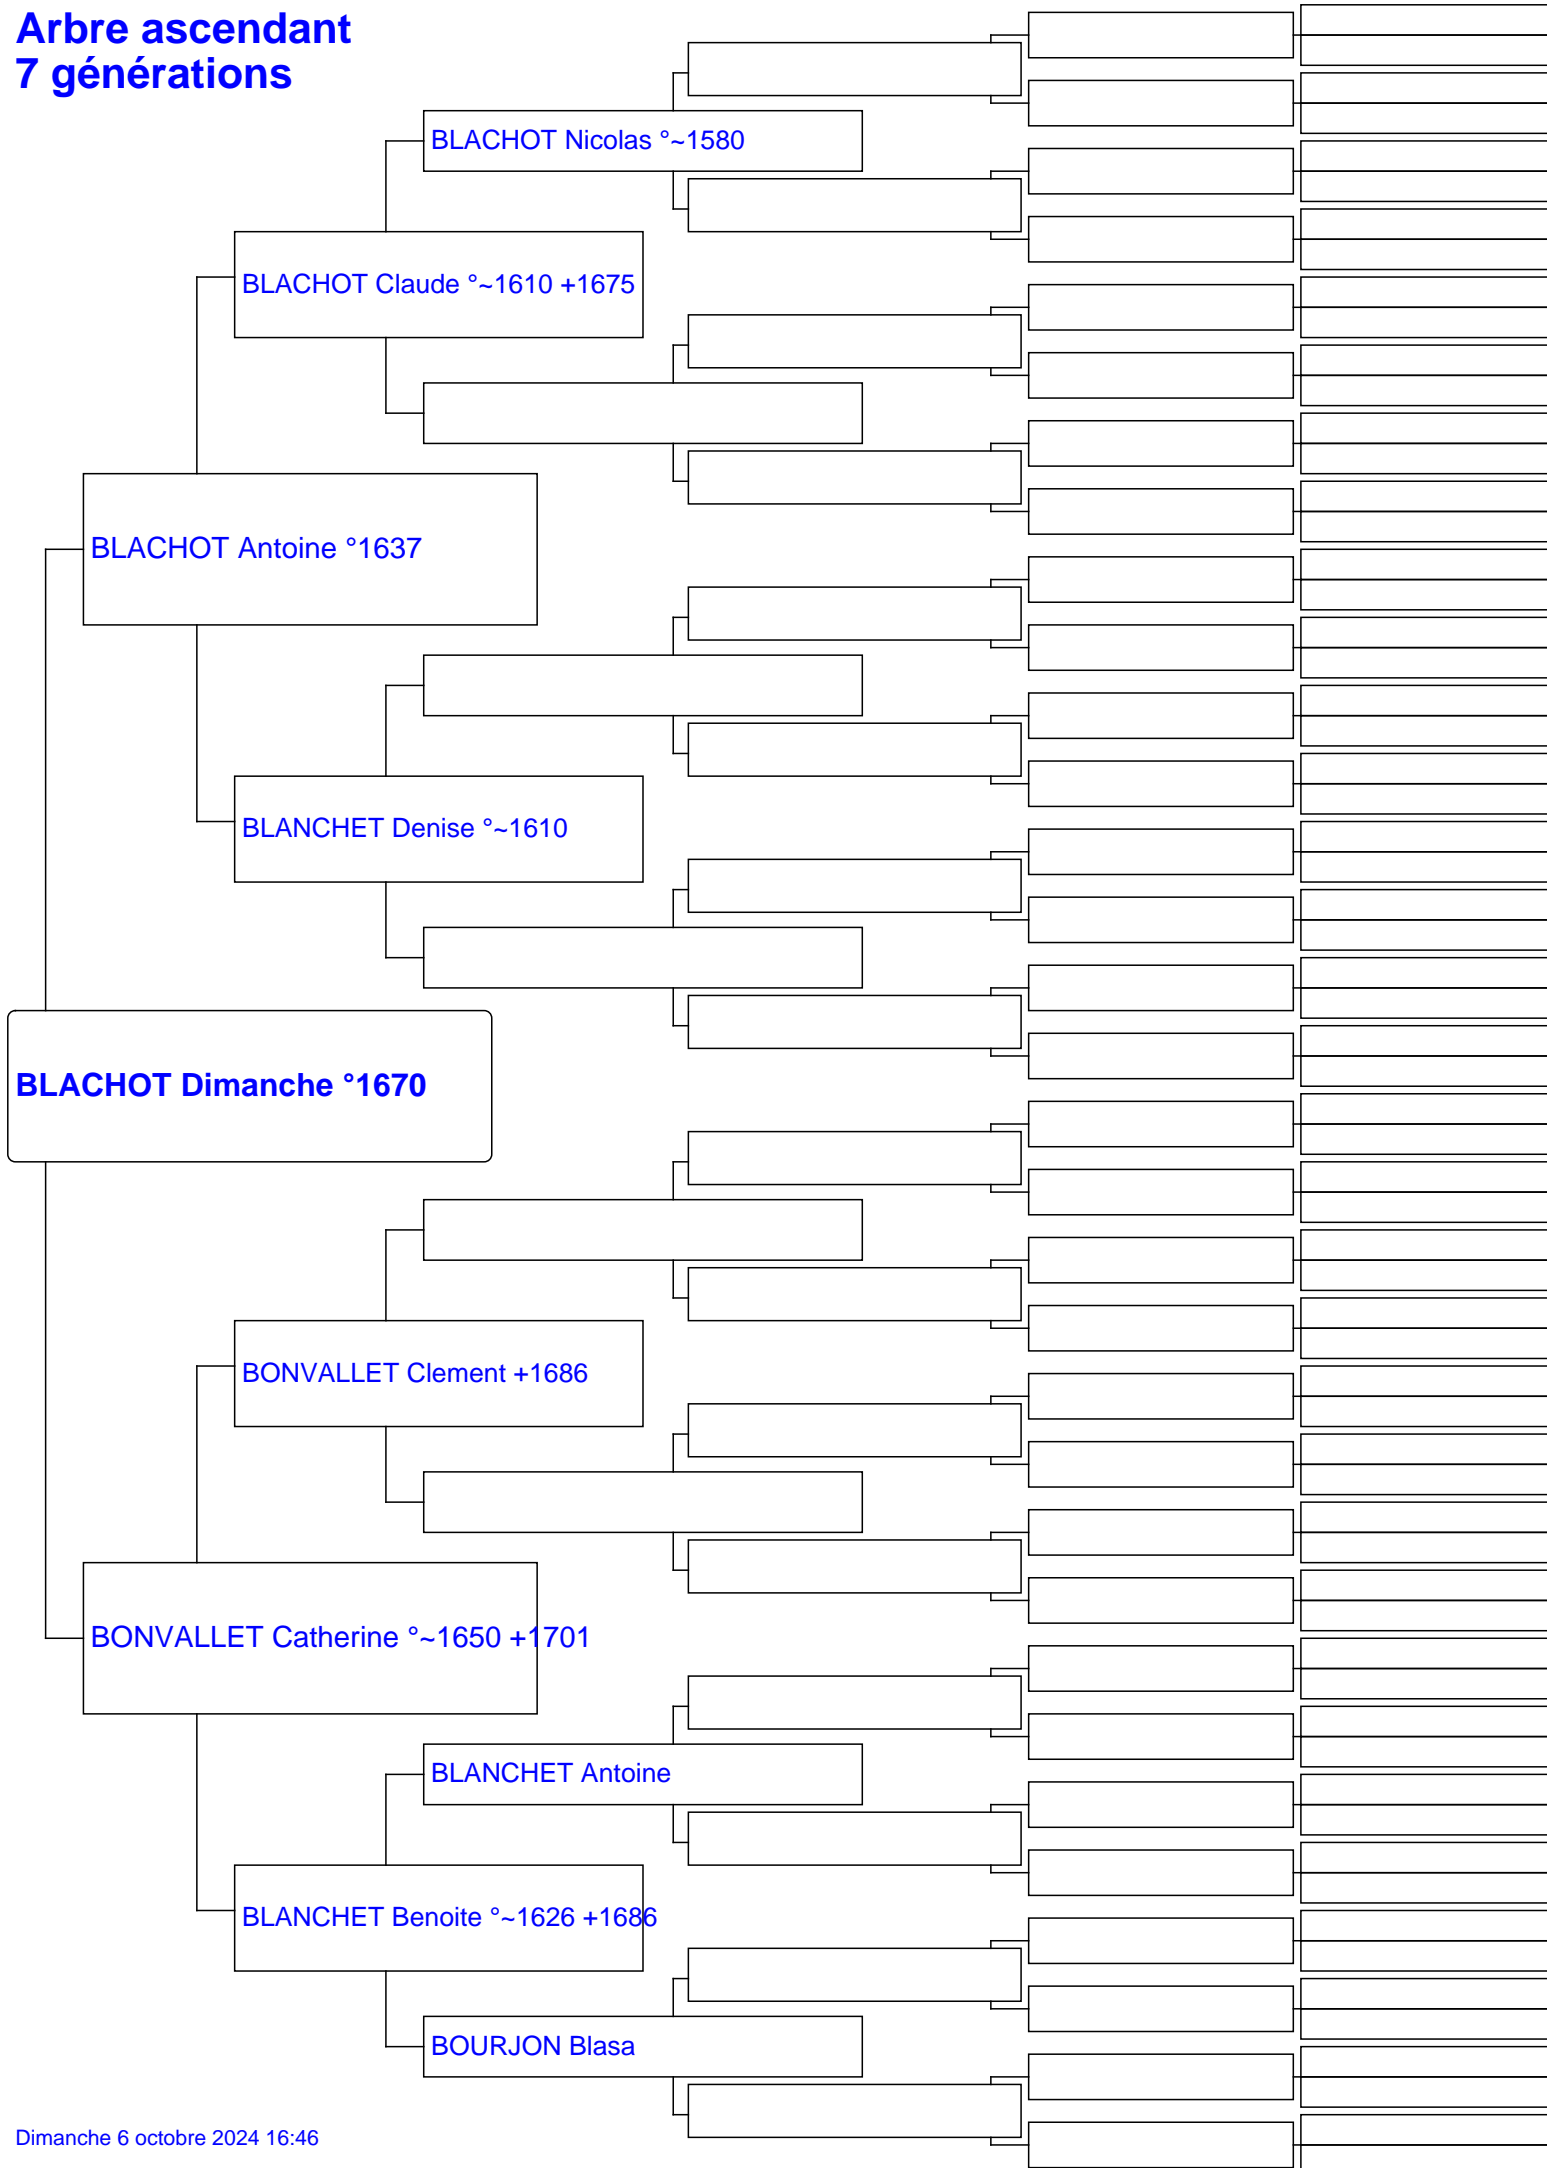 Arbre ascendant
7 générations
BLACHOT Nicolas °~1580
BLACHOT Claude °~1610 +1675
BLACHOT Antoine °1637
BLANCHET Denise °~1610
BLACHOT Dimanche °1670
BONVALLET Clement +1686
BONVALLET Catherine °~1650 +1701
BLANCHET Antoine
BLANCHET Benoite °~1626 +1686
BOURJON Blasa
Dimanche 6 octobre 2024 16:46